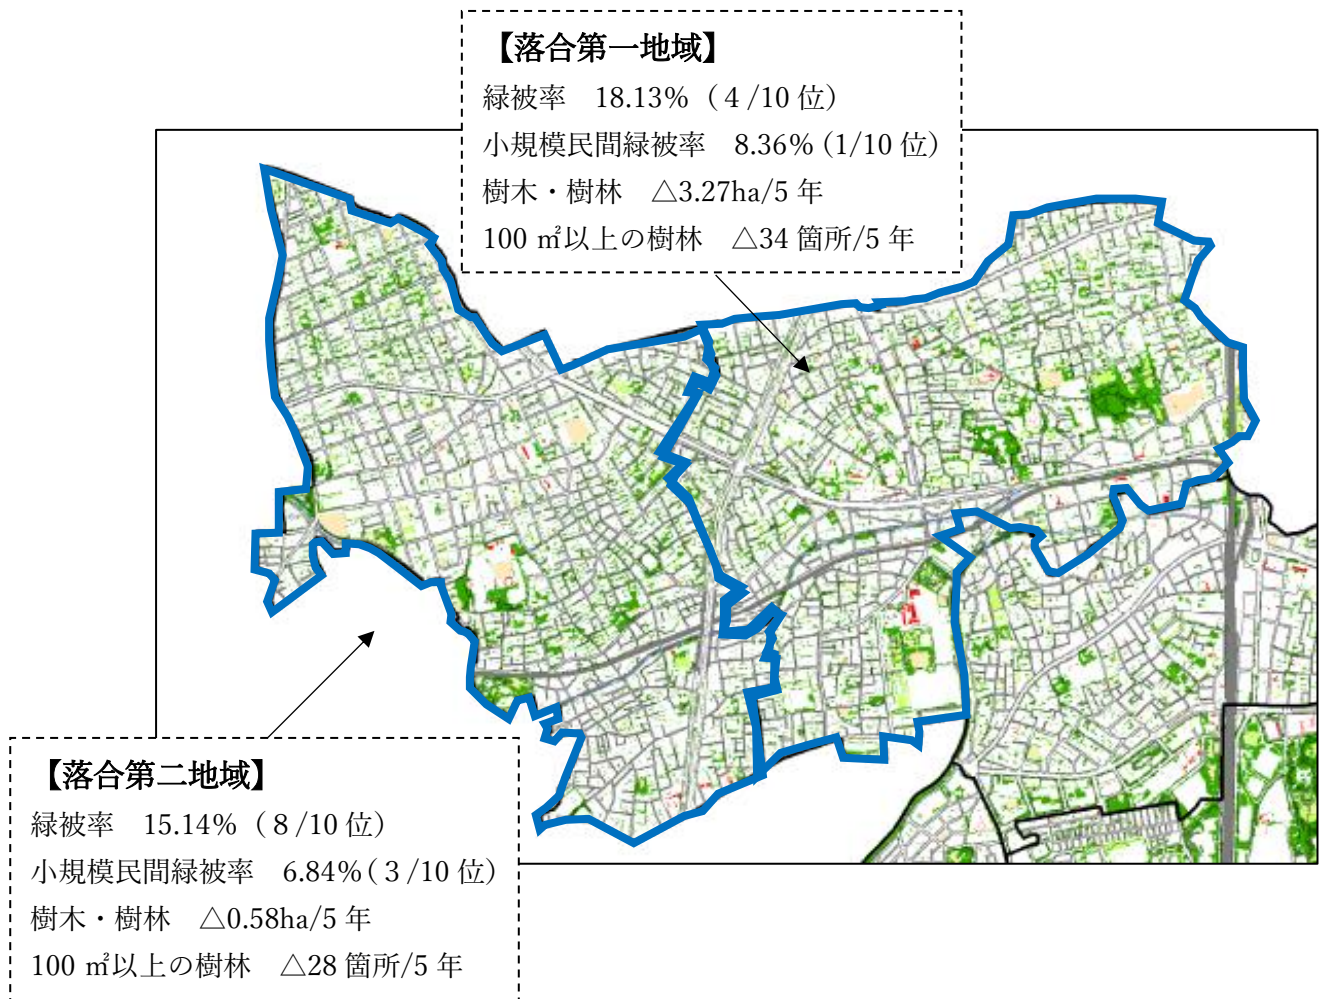 【落合第一地域】
緑被率　18.13%（４/10 位）
小規模民間緑被率　8.36%（1/10 位）
樹木・樹林　△3.27ha/5 年
100 ㎡以上の樹林　△34 箇所/5 年
【落合第二地域】
緑被率　15.14%（８/10 位）
小規模民間緑被率　6.84%（３/10 位）
樹木・樹林　△0.58ha/5 年
100 ㎡以上の樹林　△28 箇所/5 年